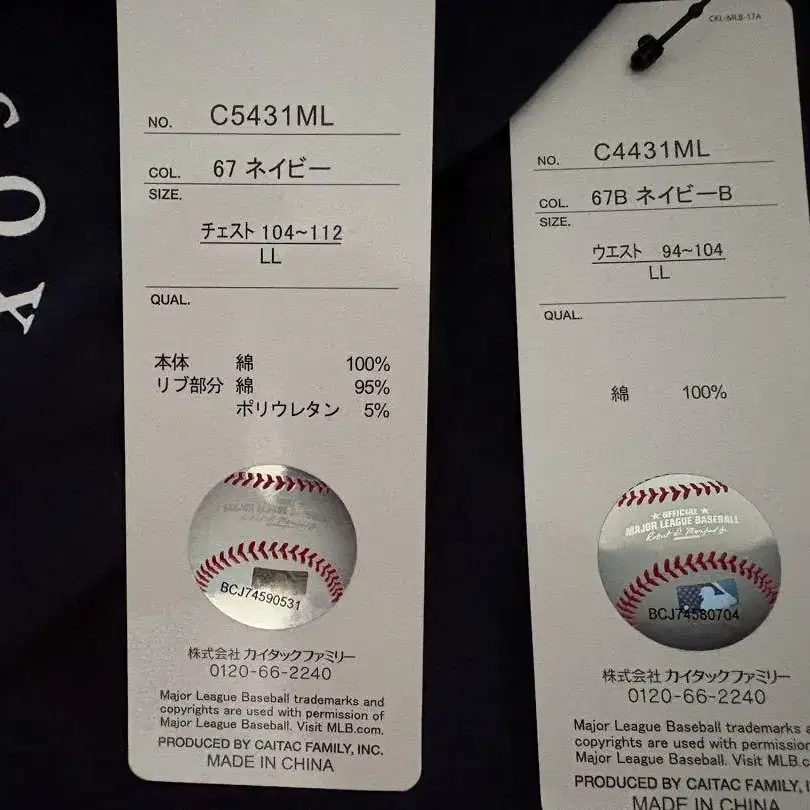 COX
NO. C5431ML
COL. 67 ネイビー
SIZE.
チェスト 104~112
LL
QUAL.
本体 綿 100%
リブ部分 綿 95%
ポリウレタン 5%
BCJ74590531
株式会社 カイタックファミリー
0120-66-2240
Major League Baseball trademarks and
copyrights are used with permission of
Major League Baseball. Visit MLB.com.
PRODUCED BY CAITAC FAMILY, INC.
MADE IN CHINA
CKL-MLB-17A
NO. C4431ML
COL. 67B ネイビーB
SIZE.
ウエスト 94~104
LL
QUAL.
綿 100%
OFFICIAL
MAJOR LEAGUE BASEBALL
BCJ74580704
株式会社 カイタックファミリー
0120-66-2240
Major League Baseball trademarks a
copyrights are used with permission
Major League Baseball. Visit MLB.c
PRODUCED BY CAITAC FAMILY, I
MADE IN CHINA